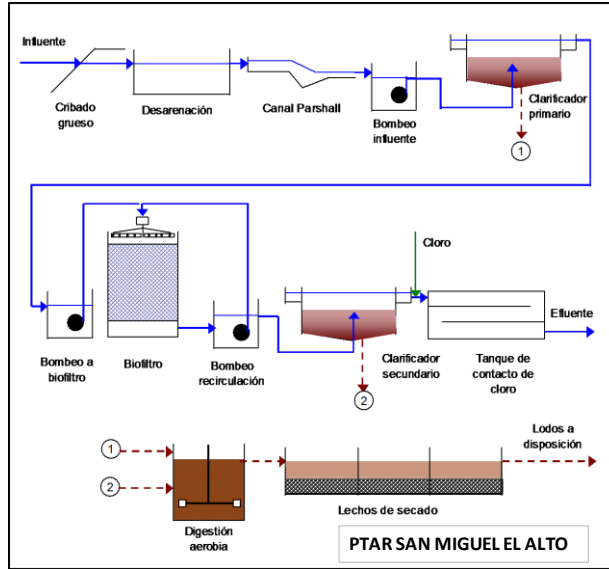 Influente
Cribado
grueso
Desarenación
Canal Parshall
Bombeo
influente
Clarificador
primario
1
Cloro
Bombeo a
biofiltro
Biofiltro
Bombeo
recirculación
Clarificador
secundario
2
Tanque de
contacto de
cloro
Efluente
1
2
Digestión
aerobia
Lechos de secado
Lodos a
disposición
PTAR SAN MIGUEL EL ALTO